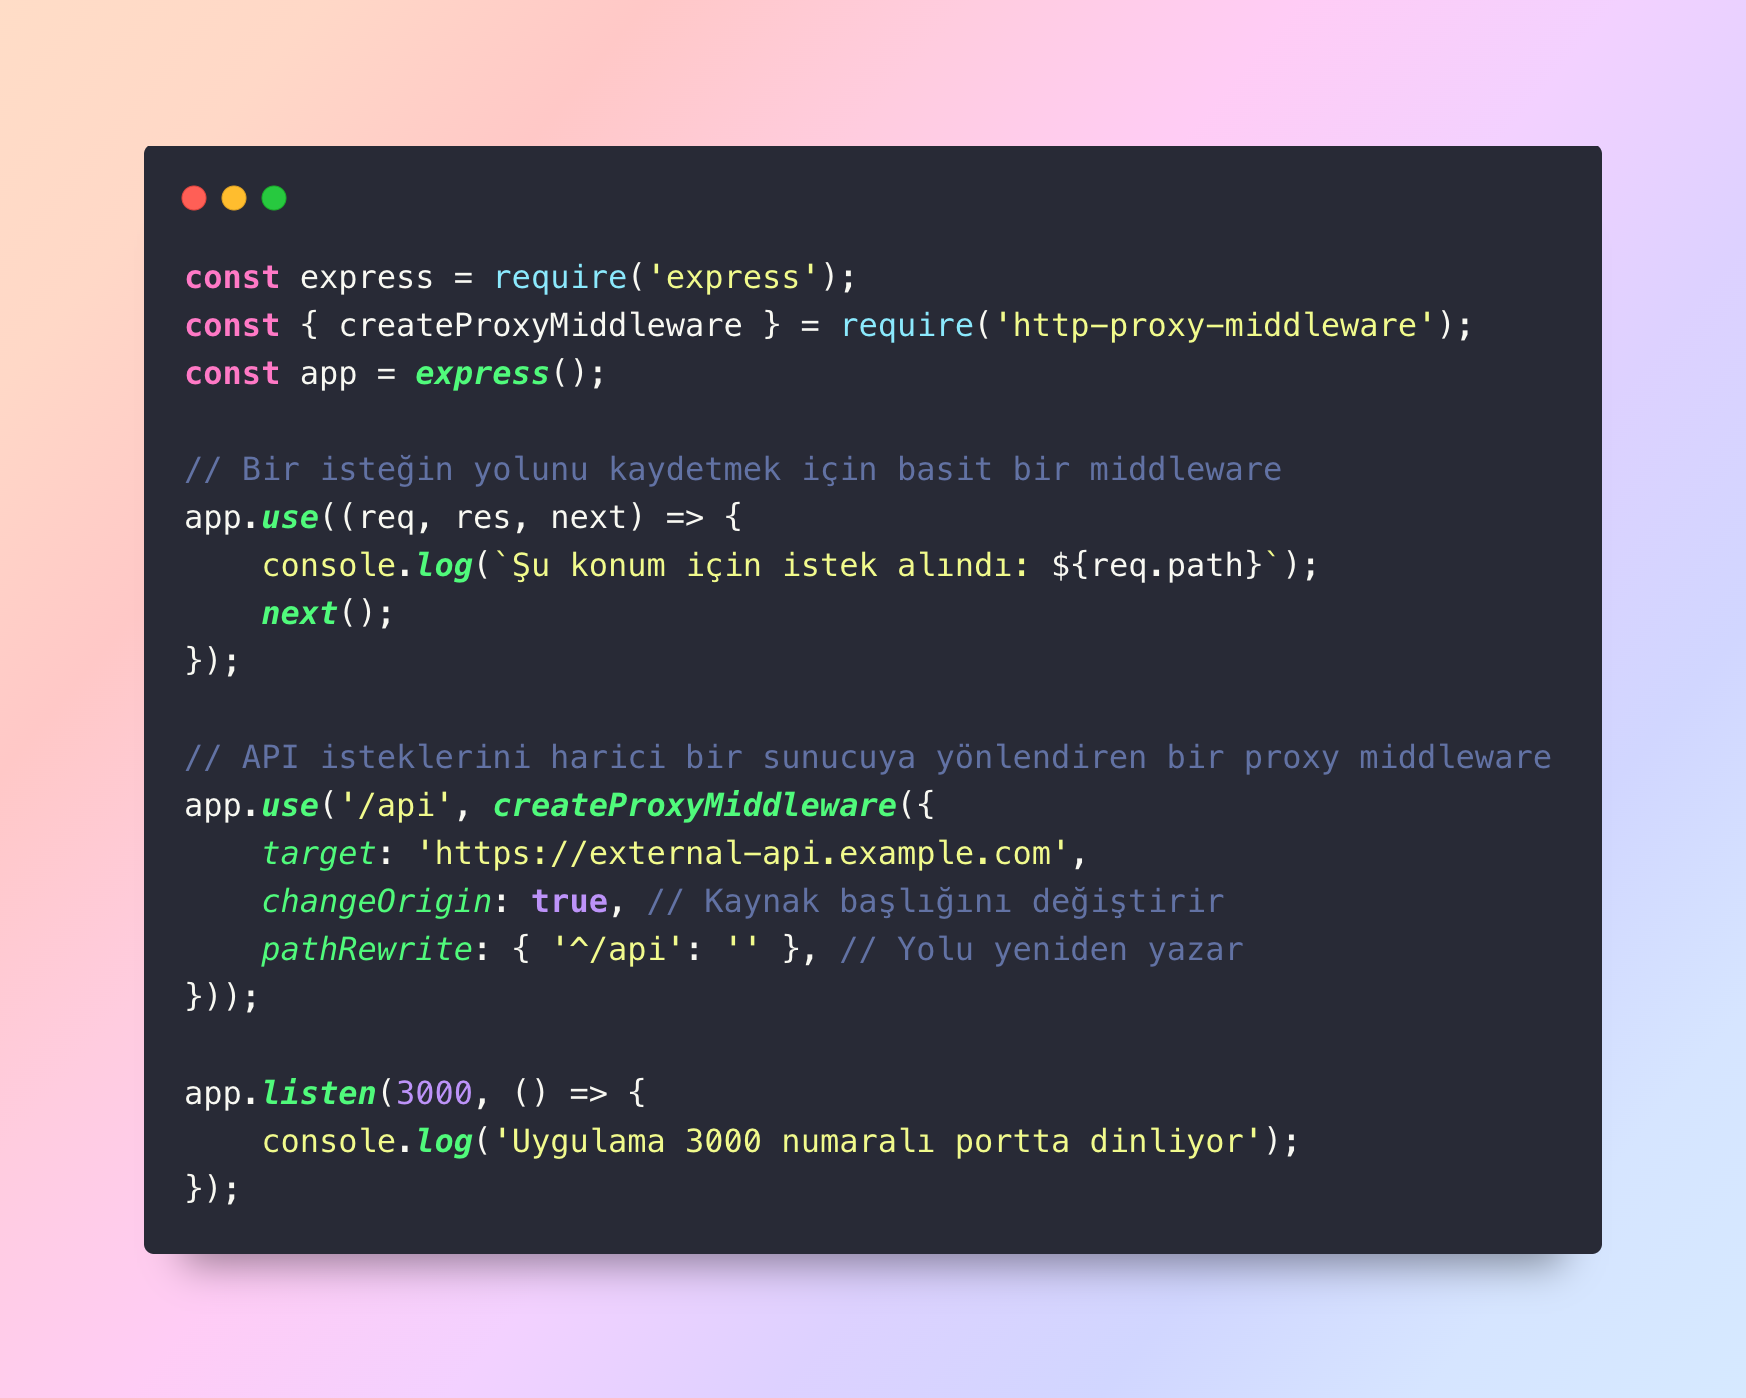 const express = require('express');
const { createProxyMiddleware } = require('http-proxy-middleware');
const app = express();
// Bir isteğin yolunu kaydetmek için basit bir middleware
app.use((req, res, next) => {
    console.log(`Şu konum için istek alındı: ${req.path}`);
    next();
});
// API isteklerini harici bir sunucuya yönlendiren bir proxy middleware
app.use('/api', createProxyMiddleware({
    target: 'https://external-api.example.com',
    changeOrigin: true, // Kaynak başlığını değiştirir
    pathRewrite: { '^/api': '' }, // Yolu yeniden yazar
}));
app.listen(3000, () => {
    console.log('Uygulama 3000 numaralı portta dinliyor');
});